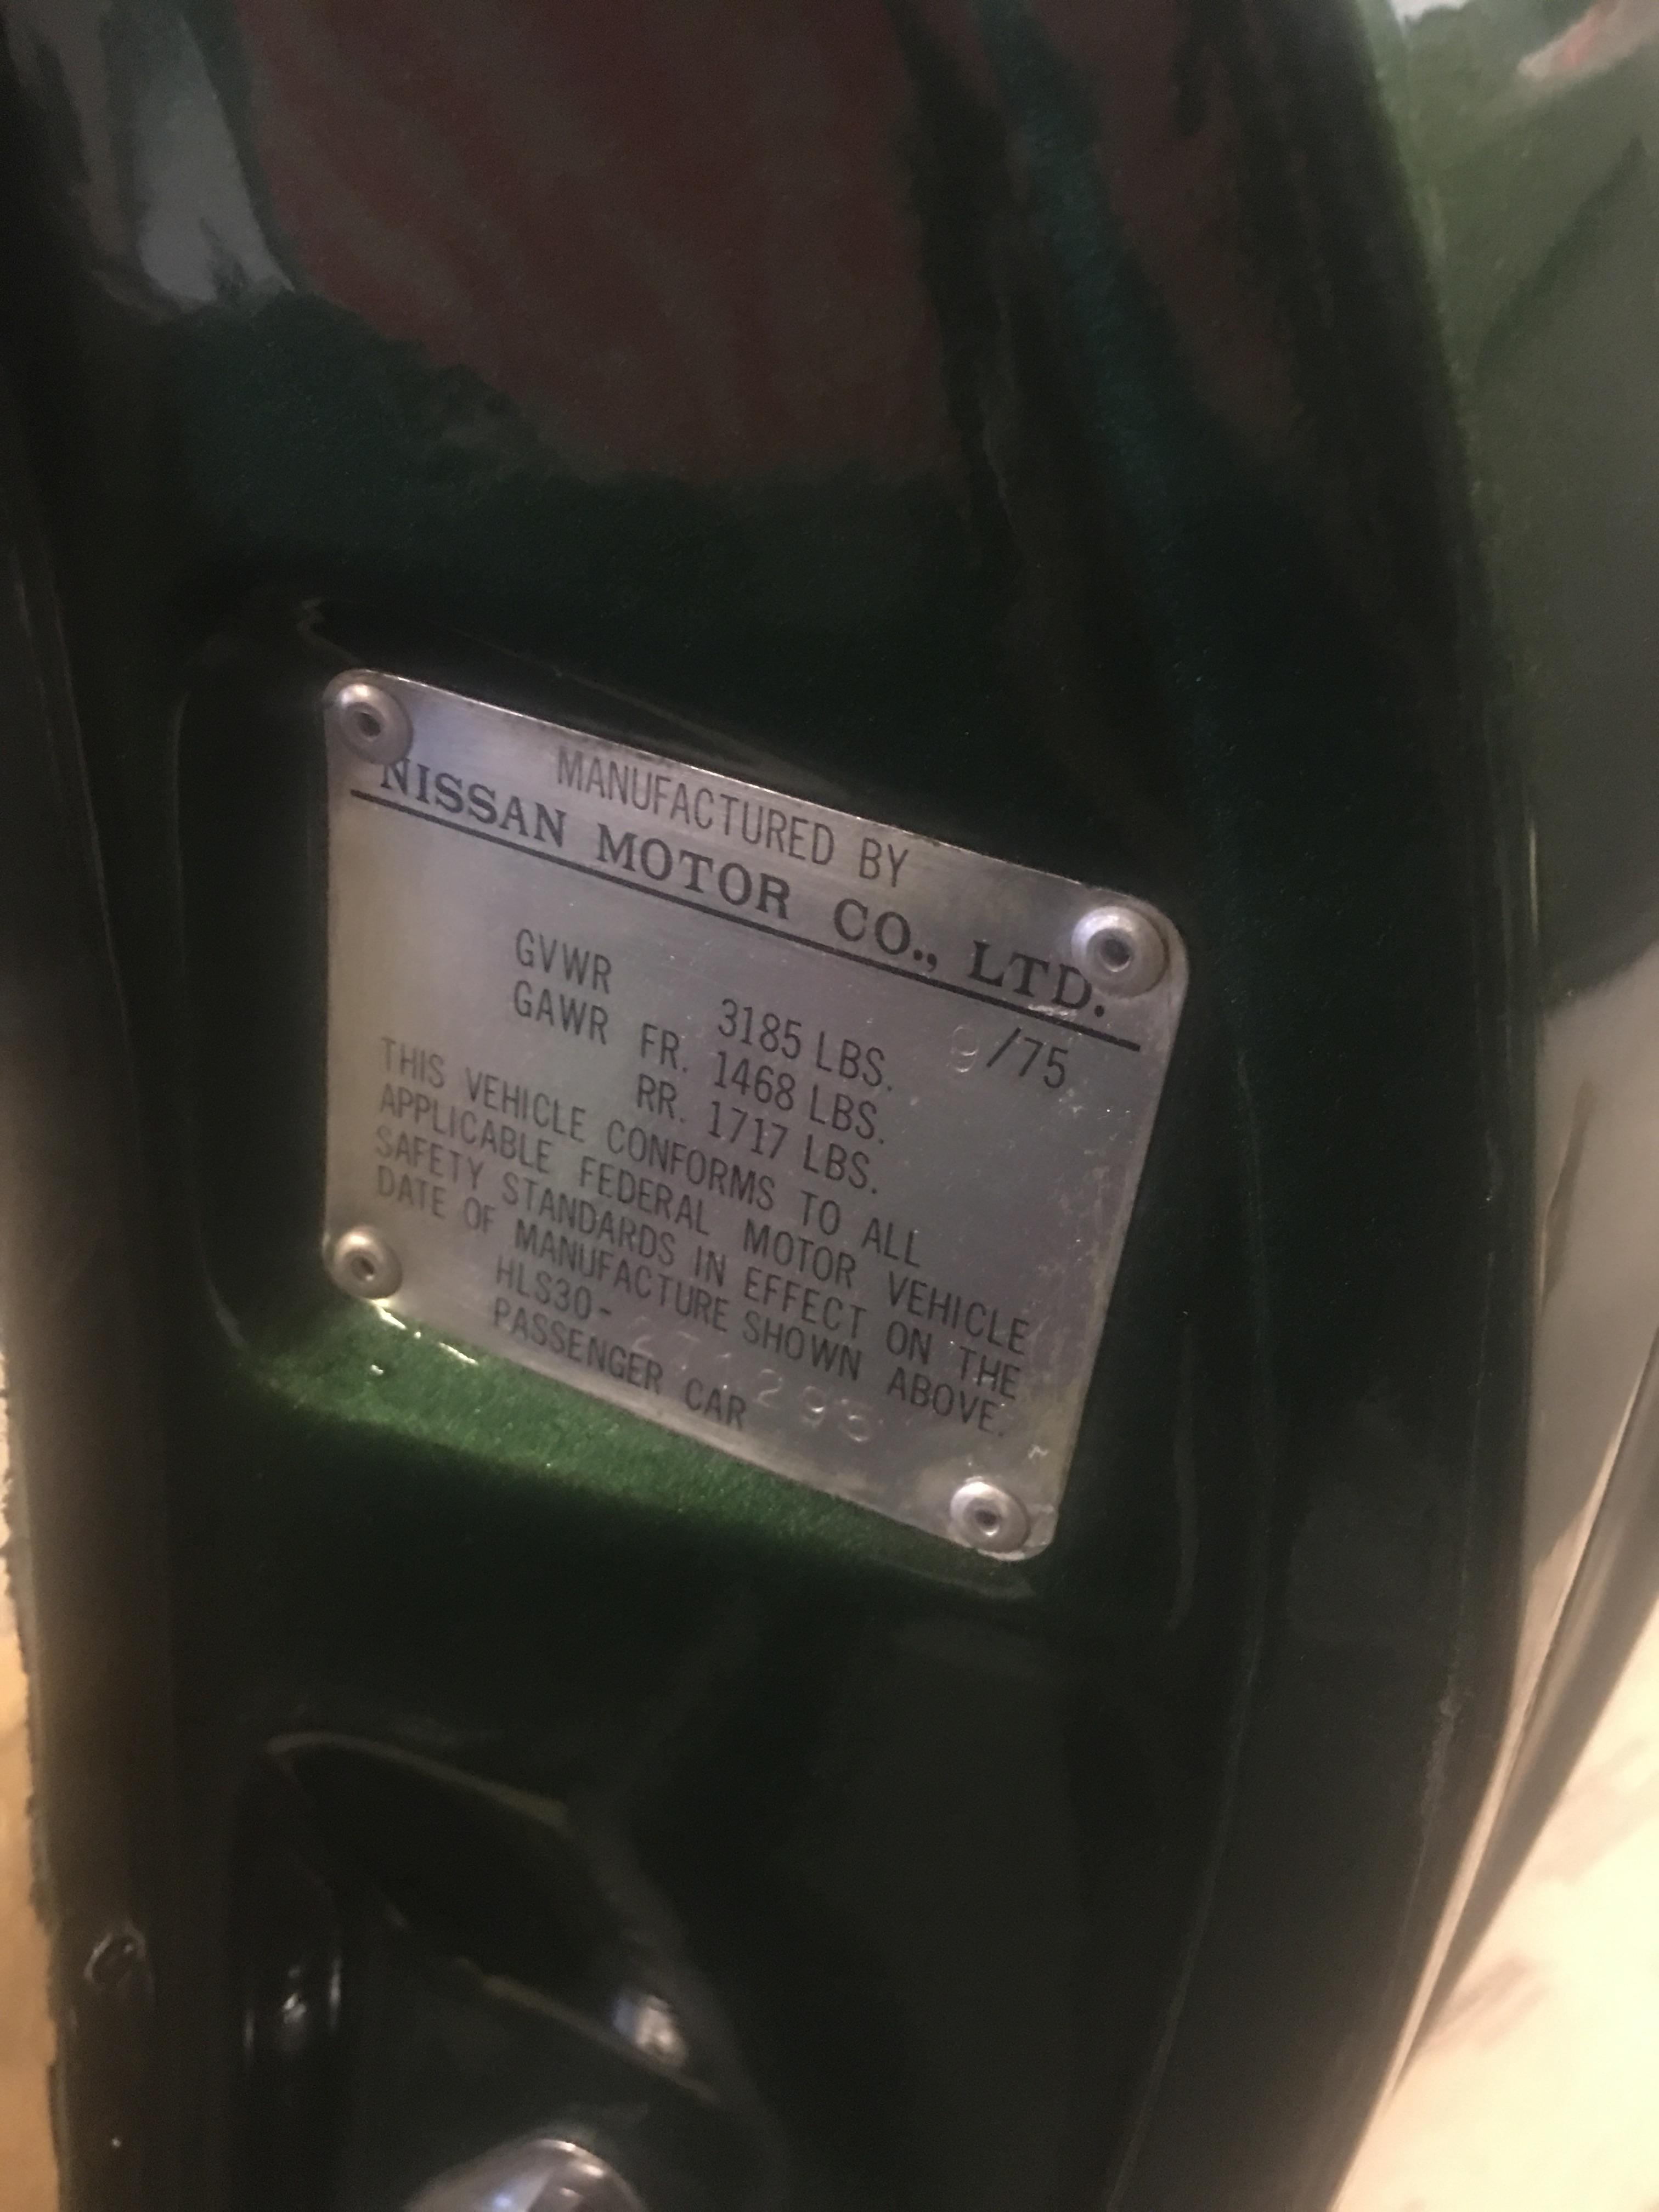 MANUFACTURED BY
NISSAN MOTOR CO., LTD.
GVWR 3185 LBS. 9/75
GAWR FR. 1468 LBS.
RR. 1717 LBS.
THIS VEHICLE CONFORMS TO ALL
APPLICABLE FEDERAL MOTOR VEHICLE
SAFETY STANDARDS IN EFFECT ON THE
DATE OF MANUFACTURE SHOWN ABOVE.
HLS30-
PASSENGER CAR